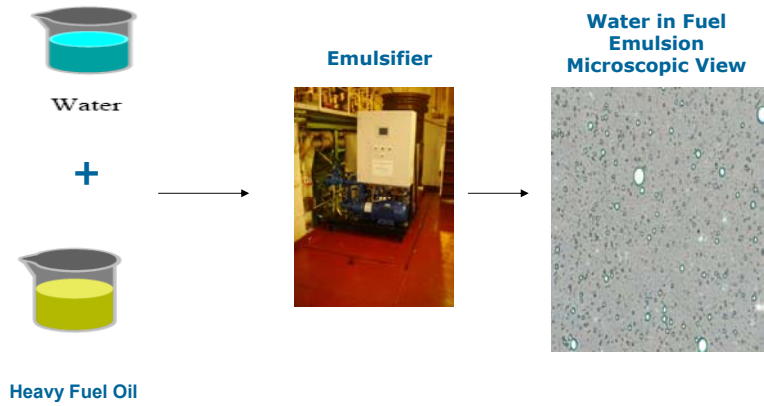 Water
+
Heavy Fuel Oil
Emulsifier
Water in Fuel
Emulsion
Microscopic View